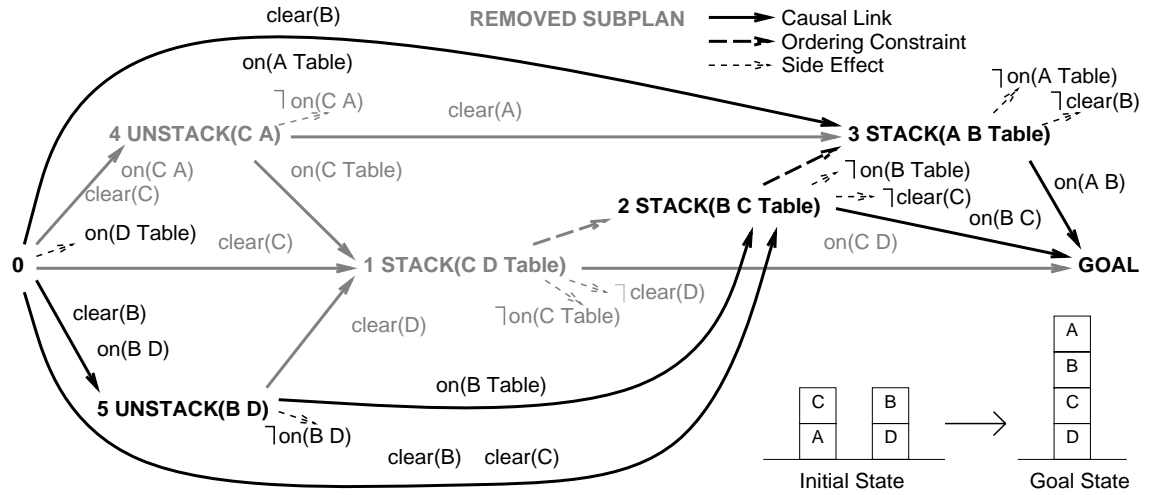 clear(B)
REMOVED SUBPLAN
Causal Link
Ordering Constraint
Side Effect
on(A Table)
¬on(A Table)
¬on(C A)
clear(A)
¬clear(B)
4 UNSTACK(C A)
3 STACK(A B Table)
on(C A)
on(C Table)
¬on(B Table)
on(A B)
clear(C)
¬clear(C)
2 STACK(B C Table)
on(B C)
on(D Table)
clear(C)
on(C D)
0
1 STACK(C D Table)
GOAL
¬clear(D)
clear(B)
¬on(C Table)
clear(D)
on(B D)
on(B Table)
5 UNSTACK(B D)
¬on(B D)
clear(B) clear(C)
C
A
B
D
A
B
C
D
Initial State
Goal State